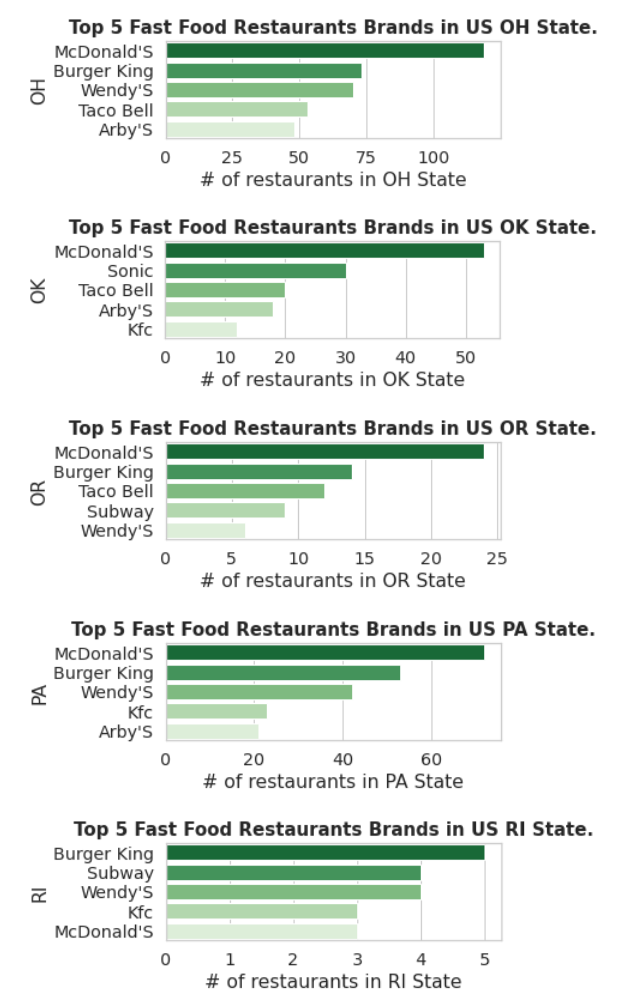 Top 5 Fast Food Restaurants Brands in US OH State.
OH
McDonald'S
Burger King
Wendy'S
Taco Bell
Arby'S
0 25 50 75 100
# of restaurants in OH State
Top 5 Fast Food Restaurants Brands in US OK State.
OK
McDonald'S
Sonic
Taco Bell
Arby'S
Kfc
0 10 20 30 40 50
# of restaurants in OK State
Top 5 Fast Food Restaurants Brands in US OR State.
OR
McDonald'S
Burger King
Taco Bell
Subway
Wendy'S
0 5 10 15 20 25
# of restaurants in OR State
Top 5 Fast Food Restaurants Brands in US PA State.
PA
McDonald'S
Burger King
Wendy'S
Kfc
Arby'S
0 20 40 60
# of restaurants in PA State
Top 5 Fast Food Restaurants Brands in US RI State.
RI
Burger King
Subway
Wendy'S
Kfc
McDonald'S
0 1 2 3 4 5
# of restaurants in RI State